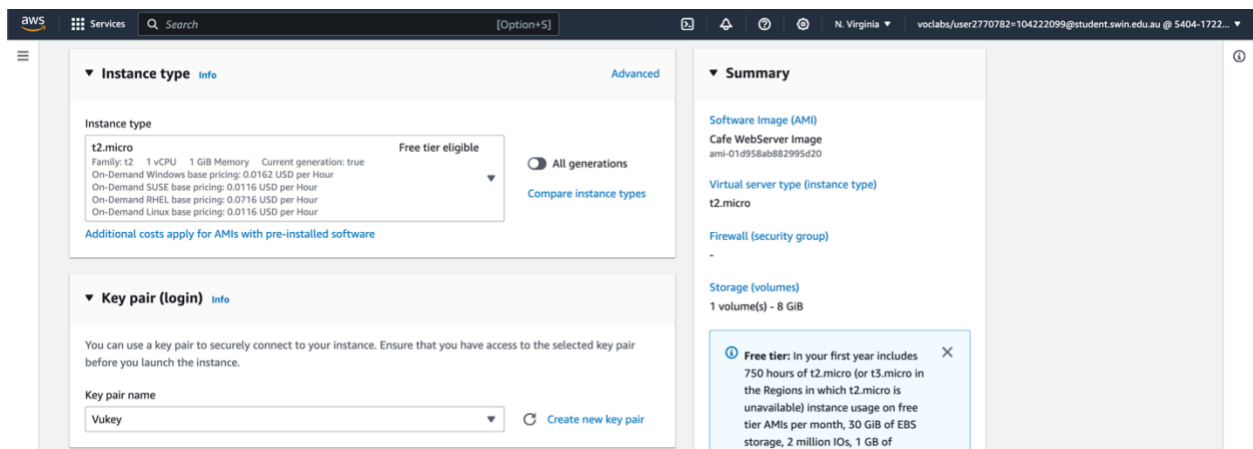 aws
Services
Search
[Option+S]
N. Virginia
voclabs/user2770782=104222099@student.swin.edu.au @ 5404-1722...
Instance type Info
Advanced
Instance type
t2.micro
Free tier eligible
Family: t2 1 vCPU 1 GiB Memory Current generation: true
On-Demand Windows base pricing: 0.0162 USD per Hour
On-Demand SUSE base pricing: 0.0116 USD per Hour
On-Demand RHEL base pricing: 0.0716 USD per Hour
On-Demand Linux base pricing: 0.0116 USD per Hour
All generations
Compare instance types
Additional costs apply for AMIs with pre-installed software
Key pair (login) Info
You can use a key pair to securely connect to your instance. Ensure that you have access to the selected key pair
before you launch the instance.
Key pair name
Vukey
Create new key pair
Summary
Software Image (AMI)
Cafe WebServer Image
ami-01d958ab882995d20
Virtual server type (instance type)
t2.micro
Firewall (security group)
-
Storage (volumes)
1 volume(s) - 8 GiB
Free tier: In your first year includes
750 hours of t2.micro (or t3.micro in
the Regions in which t2.micro is
unavailable) instance usage on free
tier AMIs per month, 30 GiB of EBS
storage, 2 million IOs, 1 GB of